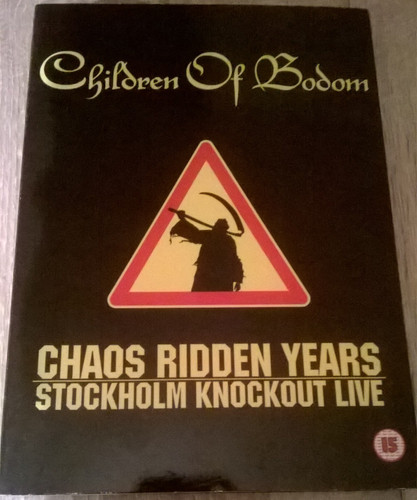 Children Of Bodom
CHAOS RIDDEN YEARS
STOCKHOLM KNOCKOUT LIVE
15